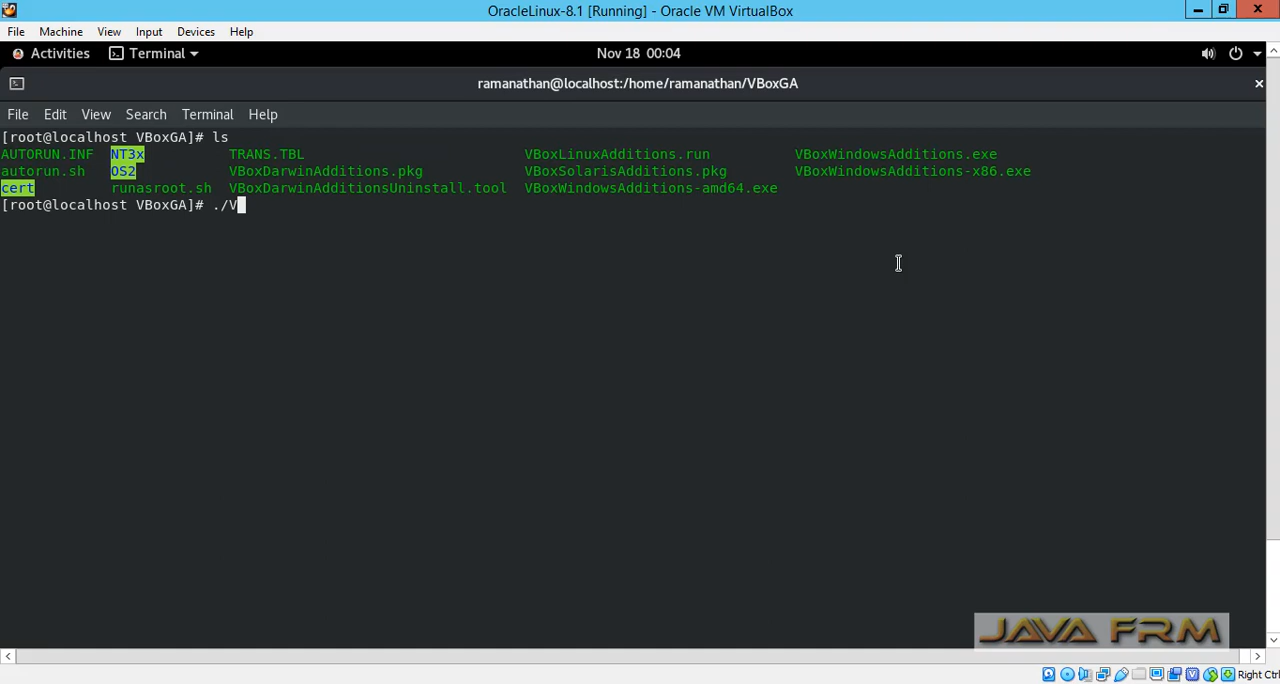 OracleLinux-8.1 [Running] - Oracle VM VirtualBox
File Machine View Input Devices Help
Activities Terminal Nov 18 00:04
ramanathan@localhost:/home/ramanathan/VBoxGA
File Edit View Search Terminal Help
[root@localhost VBoxGA]# ls
AUTORUN.INF NT3x TRANS.TBL VBoxLinuxAdditions.run VBoxWindowsAdditions.exe
autorun.sh OS2 VBoxDarwinAdditions.pkg VBoxSolarisAdditions.pkg VBoxWindowsAdditions-x86.exe
cert runasroot.sh VBoxDarwinAdditionsUninstall.tool VBoxWindowsAdditions-amd64.exe
[root@localhost VBoxGA]# ./V
JAVA FRM
Right Ctrl